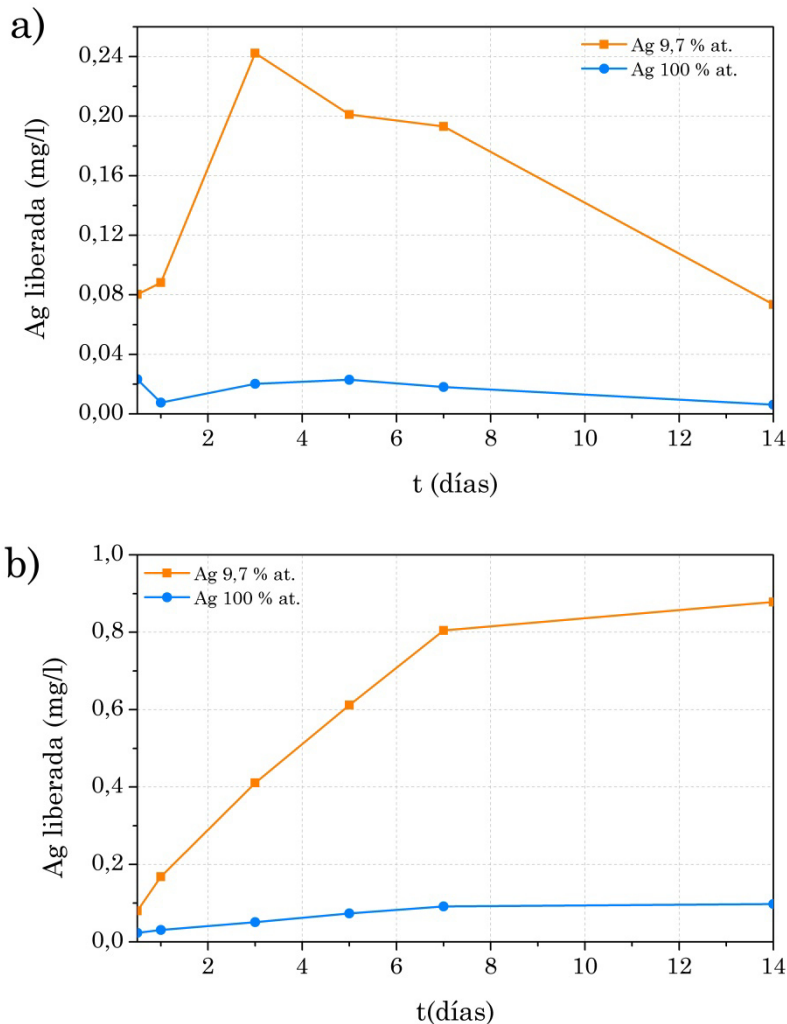 a)
0,24
0,20
0,16
0,12
0,08
0,04
0,00
Ag liberada (mg/l)
Ag 9,7 % at.
Ag 100 % at.
2 4 6 8 10 12 14
t (días)
b)
1,0
0,8
0,6
0,4
0,2
0,0
Ag liberada (mg/l)
Ag 9,7 % at.
Ag 100 % at.
2 4 6 8 10 12 14
t(días)